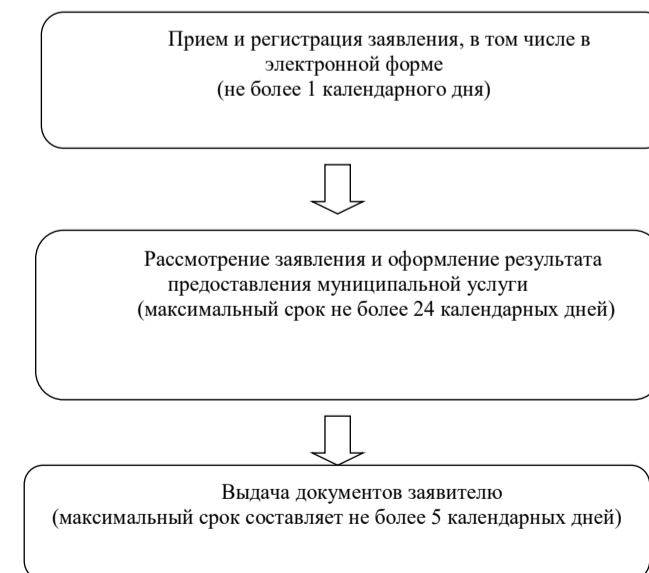 Прием и регистрация заявления, в том числе в
электронной форме
(не более 1 календарного дня)
Рассмотрение заявления и оформление результата
предоставления муниципальной услуги
(максимальный срок не более 24 календарных дней)
Выдача документов заявителю
(максимальный срок составляет не более 5 календарных дней)